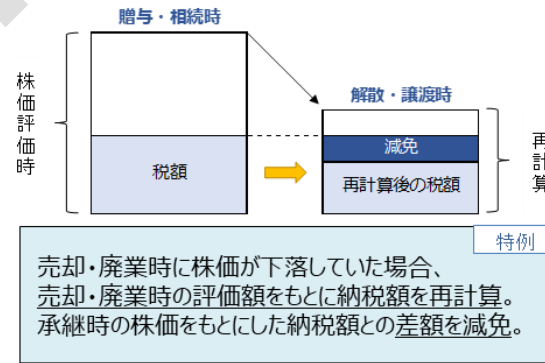 贈与・相続時
株価評価時
解散・譲渡時
減免
税額
再計算後の税額
再計算
特例
売却・廃業時に株価が下落していた場合、
売却・廃業時の評価額をもとに納税額を再計算。
承継時の株価をもとにした納税額との差額を減免。